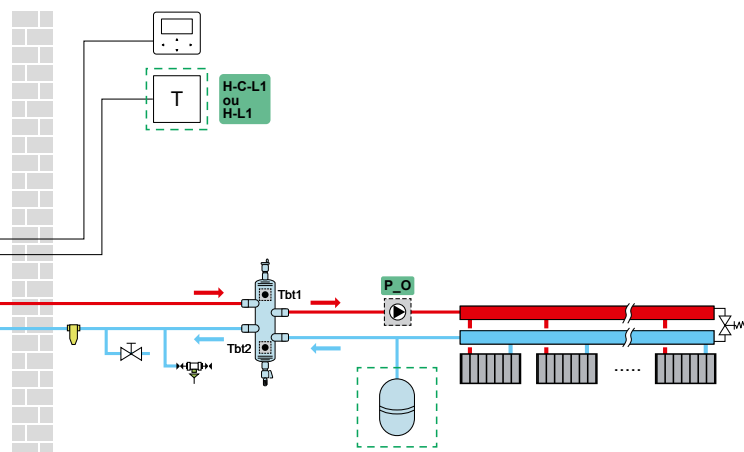 T
H-C-L1
ou
H-L1
Tbt1
P_O
Tbt2